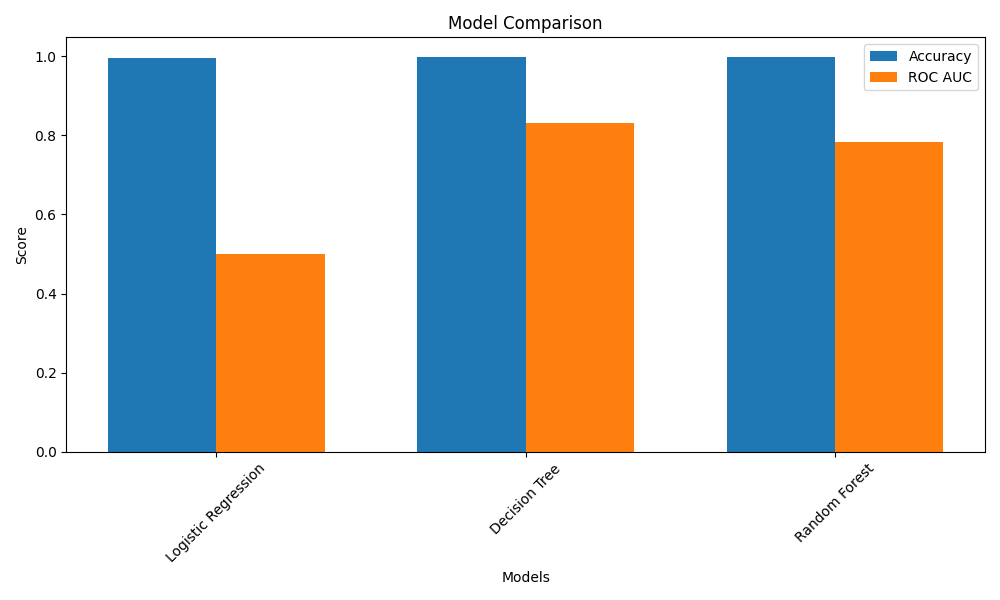 Model Comparison
Accuracy
ROC AUC
Score
1.0
0.8
0.6
0.4
0.2
0.0
Logistic Regression
Decision Tree
Random Forest
Models